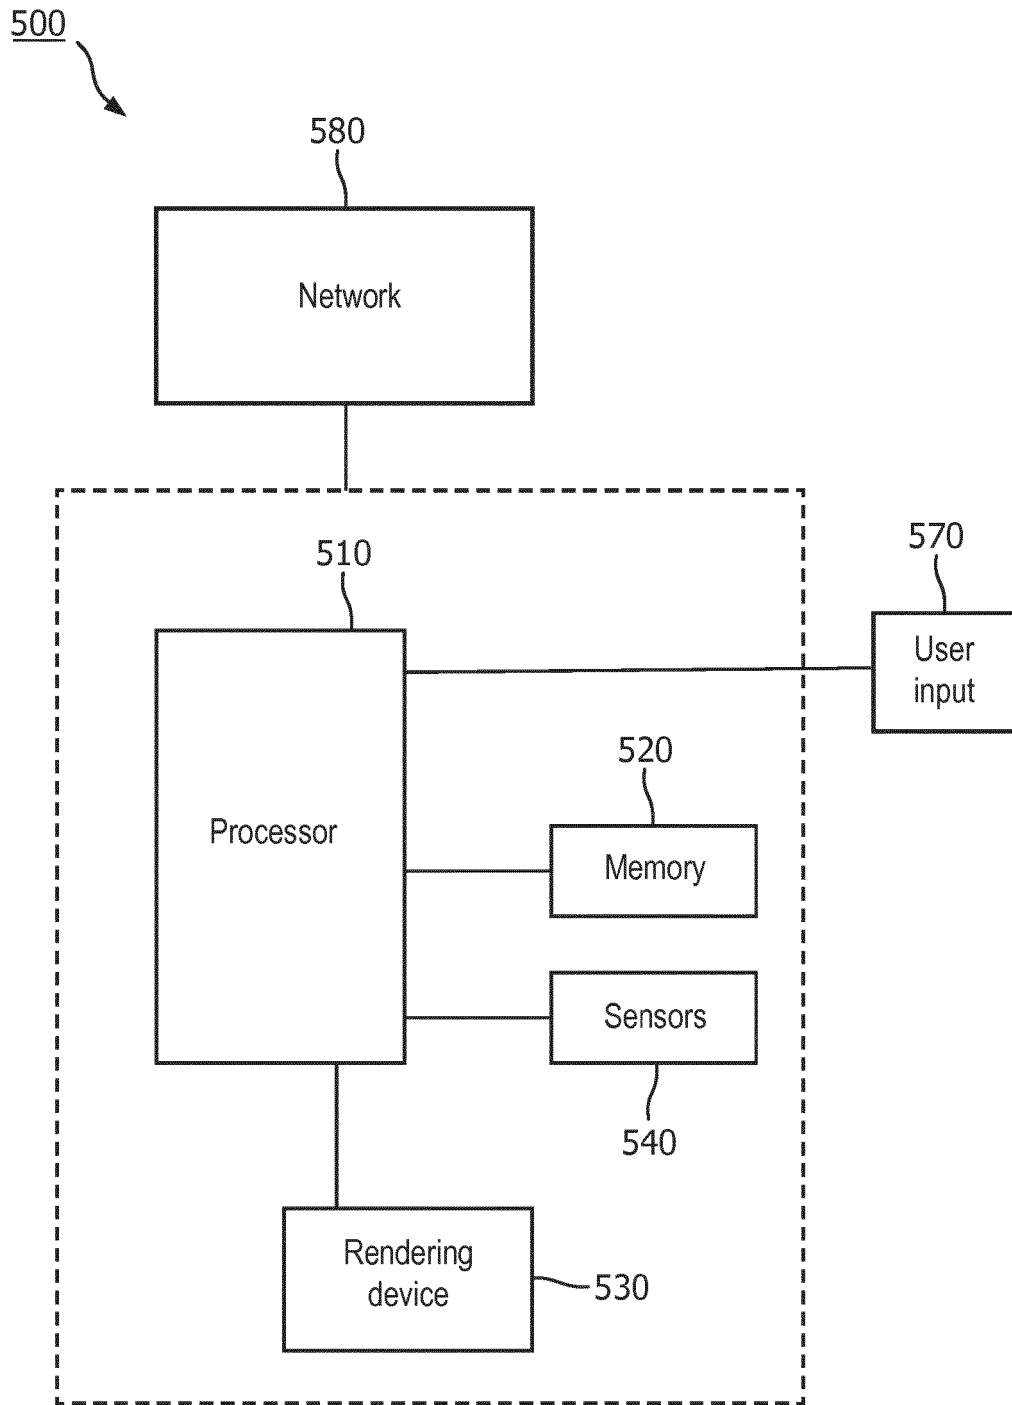 500
580
Network
510
570
User
input
520
Processor
Memory
Sensors
540
Rendering
device
530